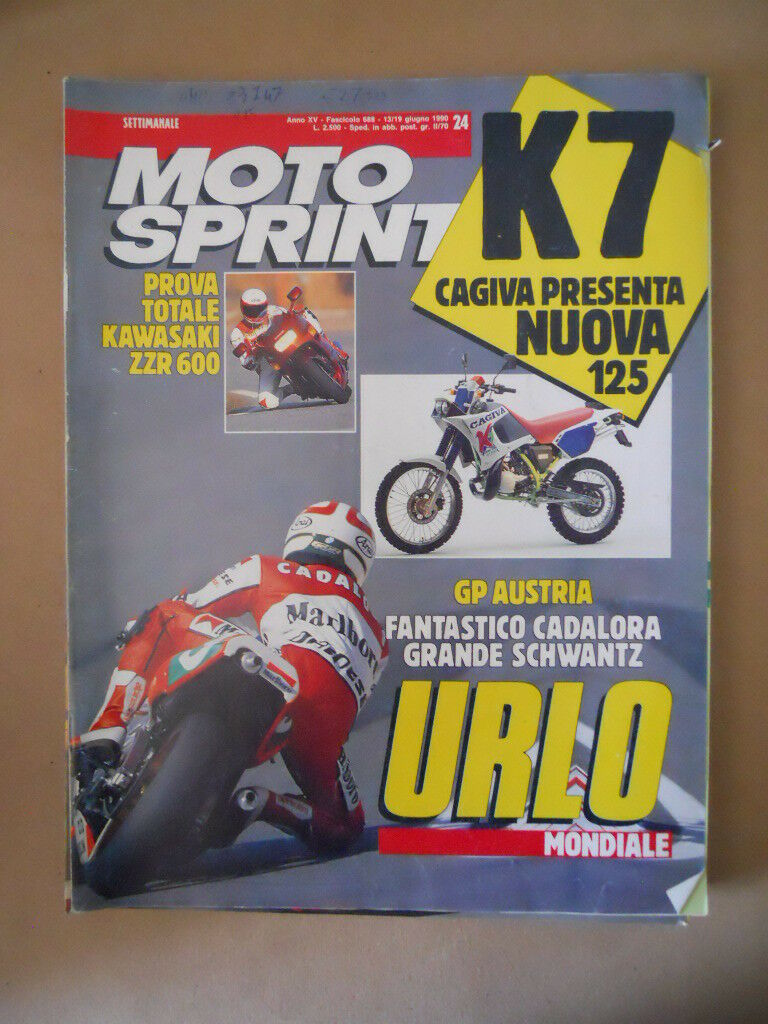 SETTIMANALE
Anno XV - Fascicolo 688 - 13/19 giugno 1990
L. 2.500 - Sped. in abb. post. gr. II/70
24
MOTO
SPRINT
K7
CAGIVA PRESENTA
NUOVA
125
PROVA
TOTALE
KAWASAKI
ZZR 600
CAGIVA
CADALO
Marlboro
GP AUSTRIA
FANTASTICO CADALORA
GRANDE SCHWANTZ
URLO
MONDIALE